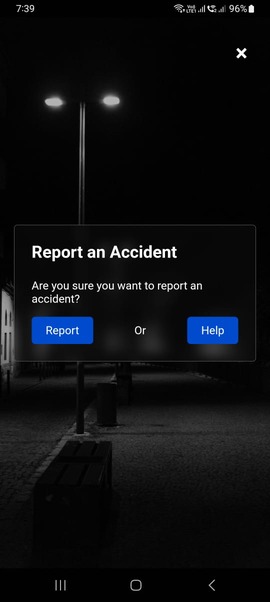 7:39
96%
Report an Accident
Are you sure you want to report an
accident?
Report Or Help